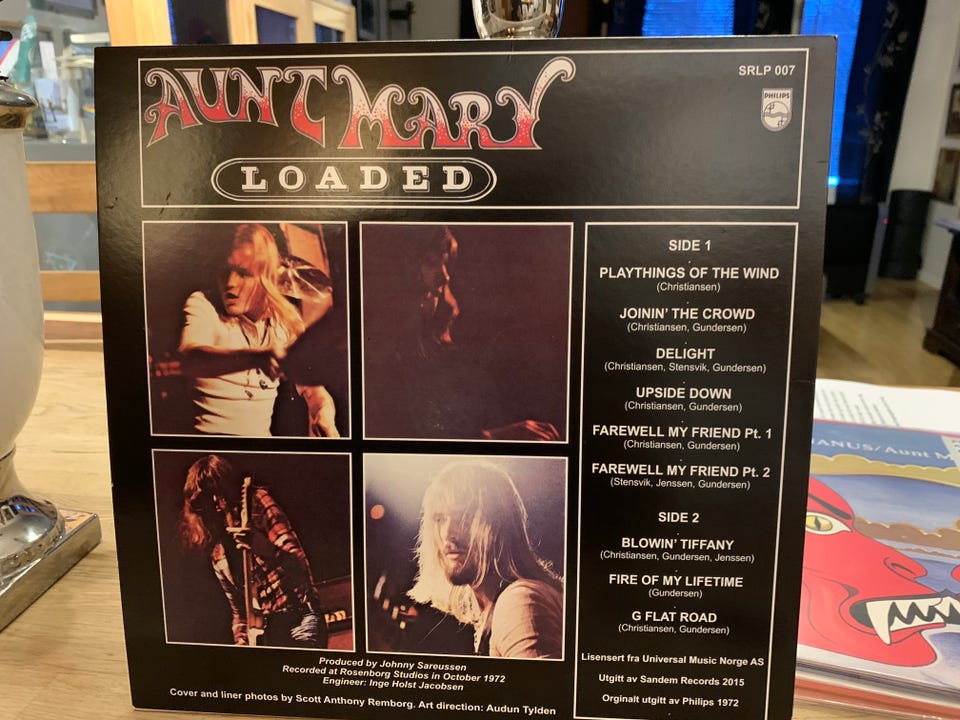 AUNT MARY
SRLP 007
PHILIPS
LOADED
SIDE 1
PLAYTHINGS OF THE WIND
(Christiansen)
JOININ' THE CROWD
(Christiansen, Gundersen)
DELIGHT
(Christiansen, Stensvik, Gundersen)
UPSIDE DOWN
(Christiansen, Gundersen)
FAREWELL MY FRIEND Pt. 1
(Christiansen, Gundersen)
FAREWELL MY FRIEND Pt. 2
(Stensvik, Jenssen, Gundersen)
SIDE 2
BLOWIN' TIFFANY
(Christiansen, Gundersen, Jenssen)
FIRE OF MY LIFETIME
(Gundersen)
G FLAT ROAD
(Christiansen, Gundersen)
Lisensert fra Universal Music Norge AS
Utgitt av Sandem Records 2015
Orginalt utgitt av Philips 1972
Produced by Johnny Sareussen
Recorded at Rosenborg Studios in October 1972
Engineer: Inge Holst Jacobsen
Cover and liner photos by Scott Anthony Remborg. Art direction: Audun Tylden
ANUS/Aunt M